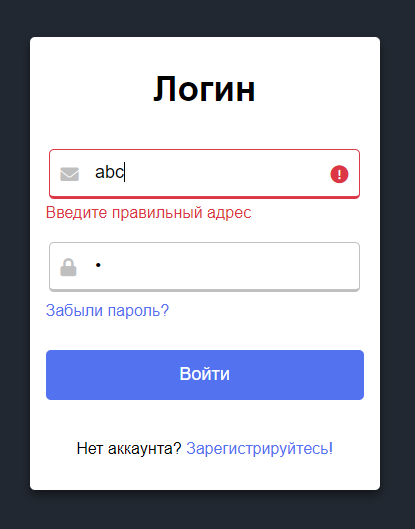 Логин
abc
Введите правильный адрес
•
Забыли пароль?
Войти
Нет аккаунта? Зарегистрируйтесь!